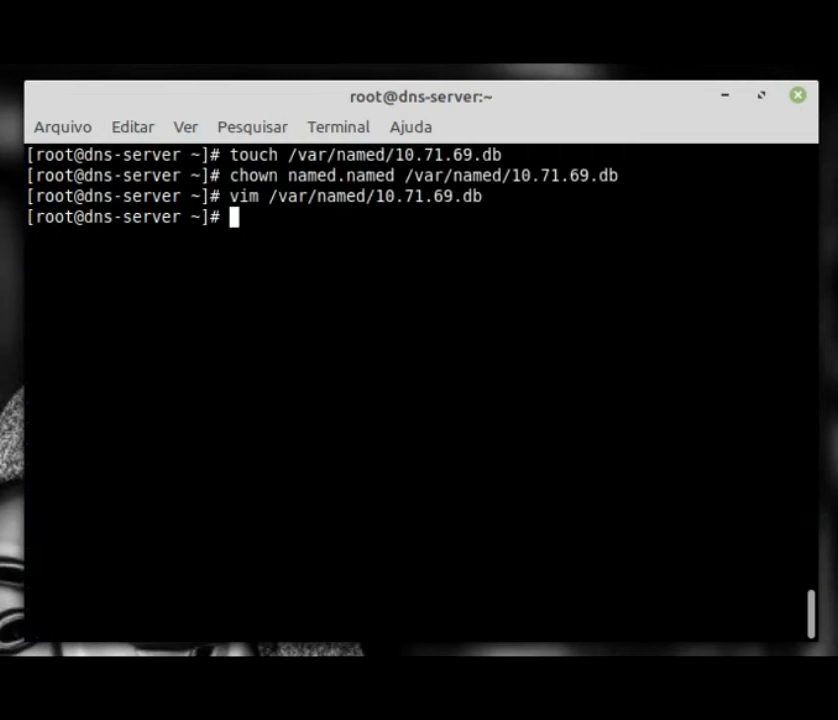 root@dns-server:~
Arquivo Editar Ver Pesquisar Terminal Ajuda
[root@dns-server ~]# touch /var/named/10.71.69.db
[root@dns-server ~]# chown named.named /var/named/10.71.69.db
[root@dns-server ~]# vim /var/named/10.71.69.db
[root@dns-server ~]#